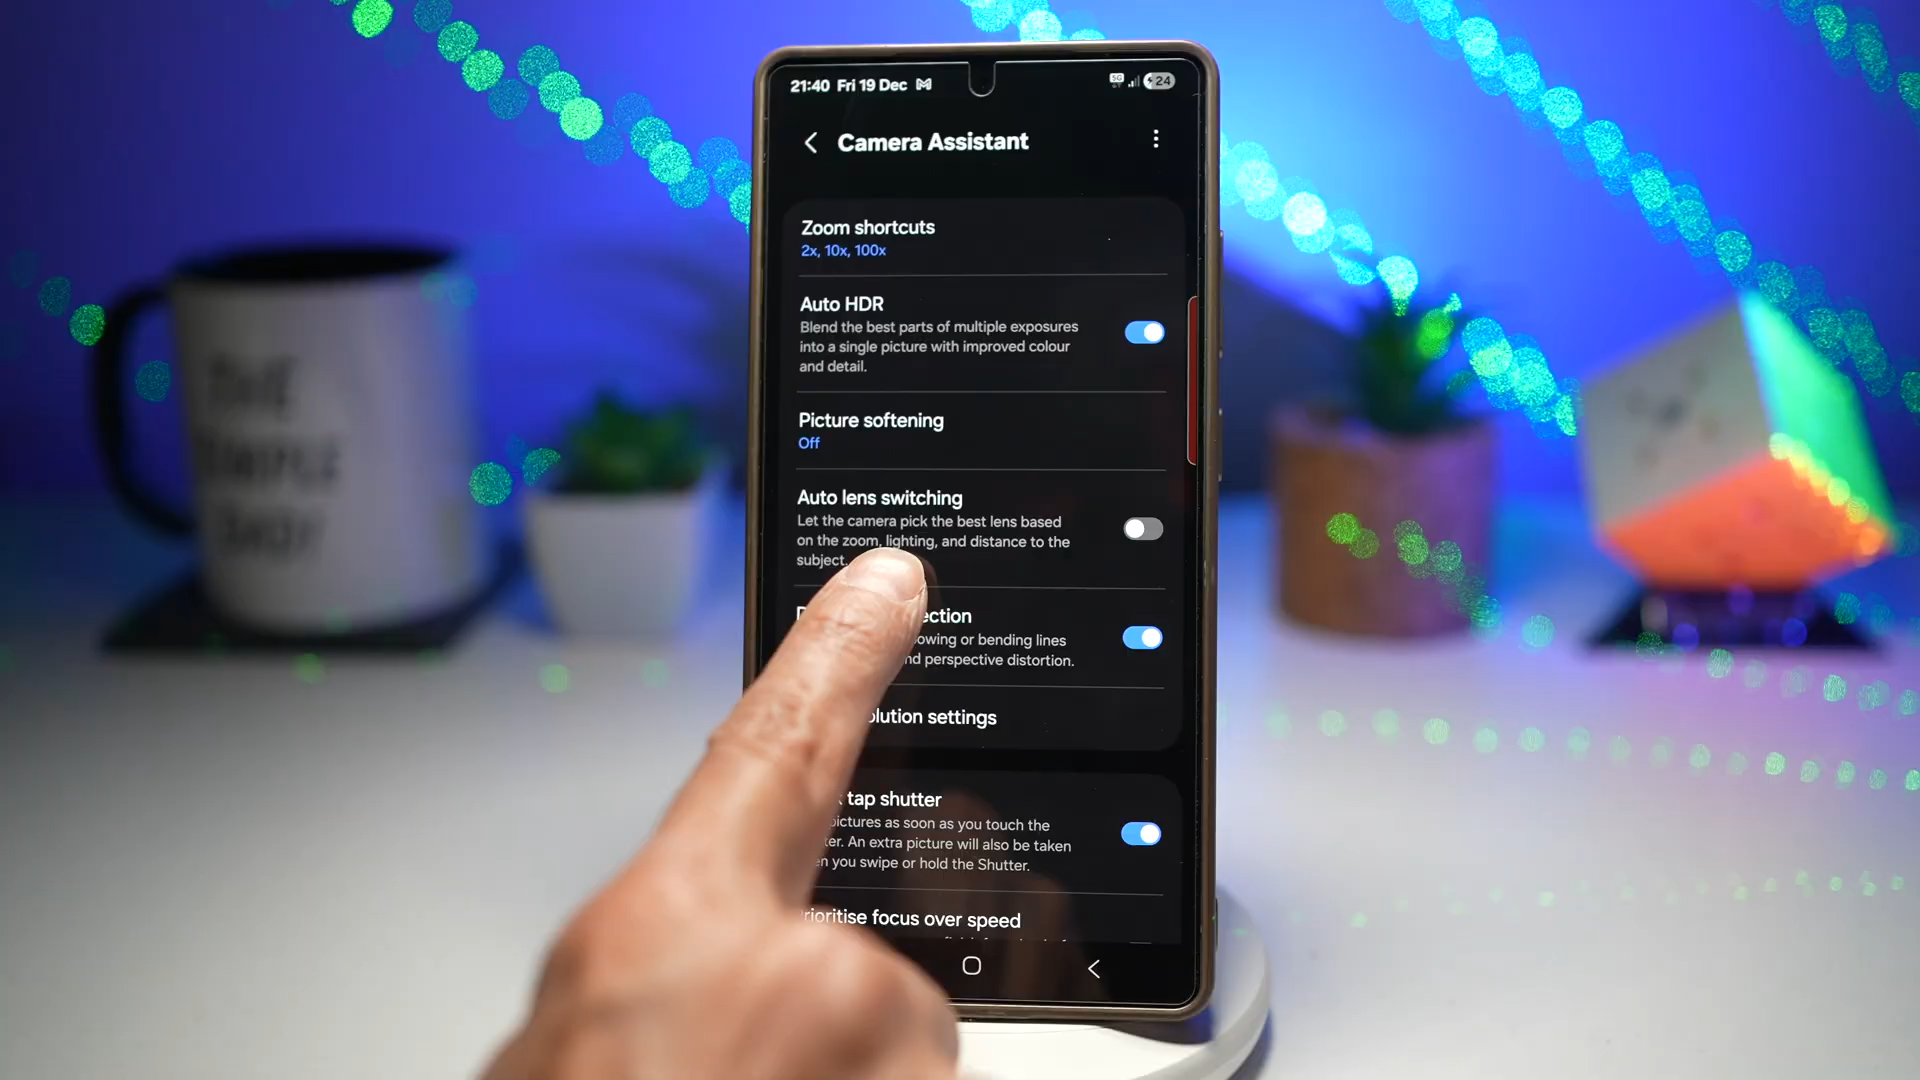 21:40 Fri 19 Dec
5G 24
Camera Assistant
Zoom shortcuts
2x, 10x, 100x
Auto HDR
Blend the best parts of multiple exposures
into a single picture with improved colour
and detail.
Picture softening
Off
Auto lens switching
Let the camera pick the best lens based
on the zoom, lighting, and distance to the
subject.
ection
owing or bending lines
nd perspective distortion.
lution settings
tap shutter
pictures as soon as you touch the
ter. An extra picture will also be taken
en you swipe or hold the Shutter.
rioritise focus over speed